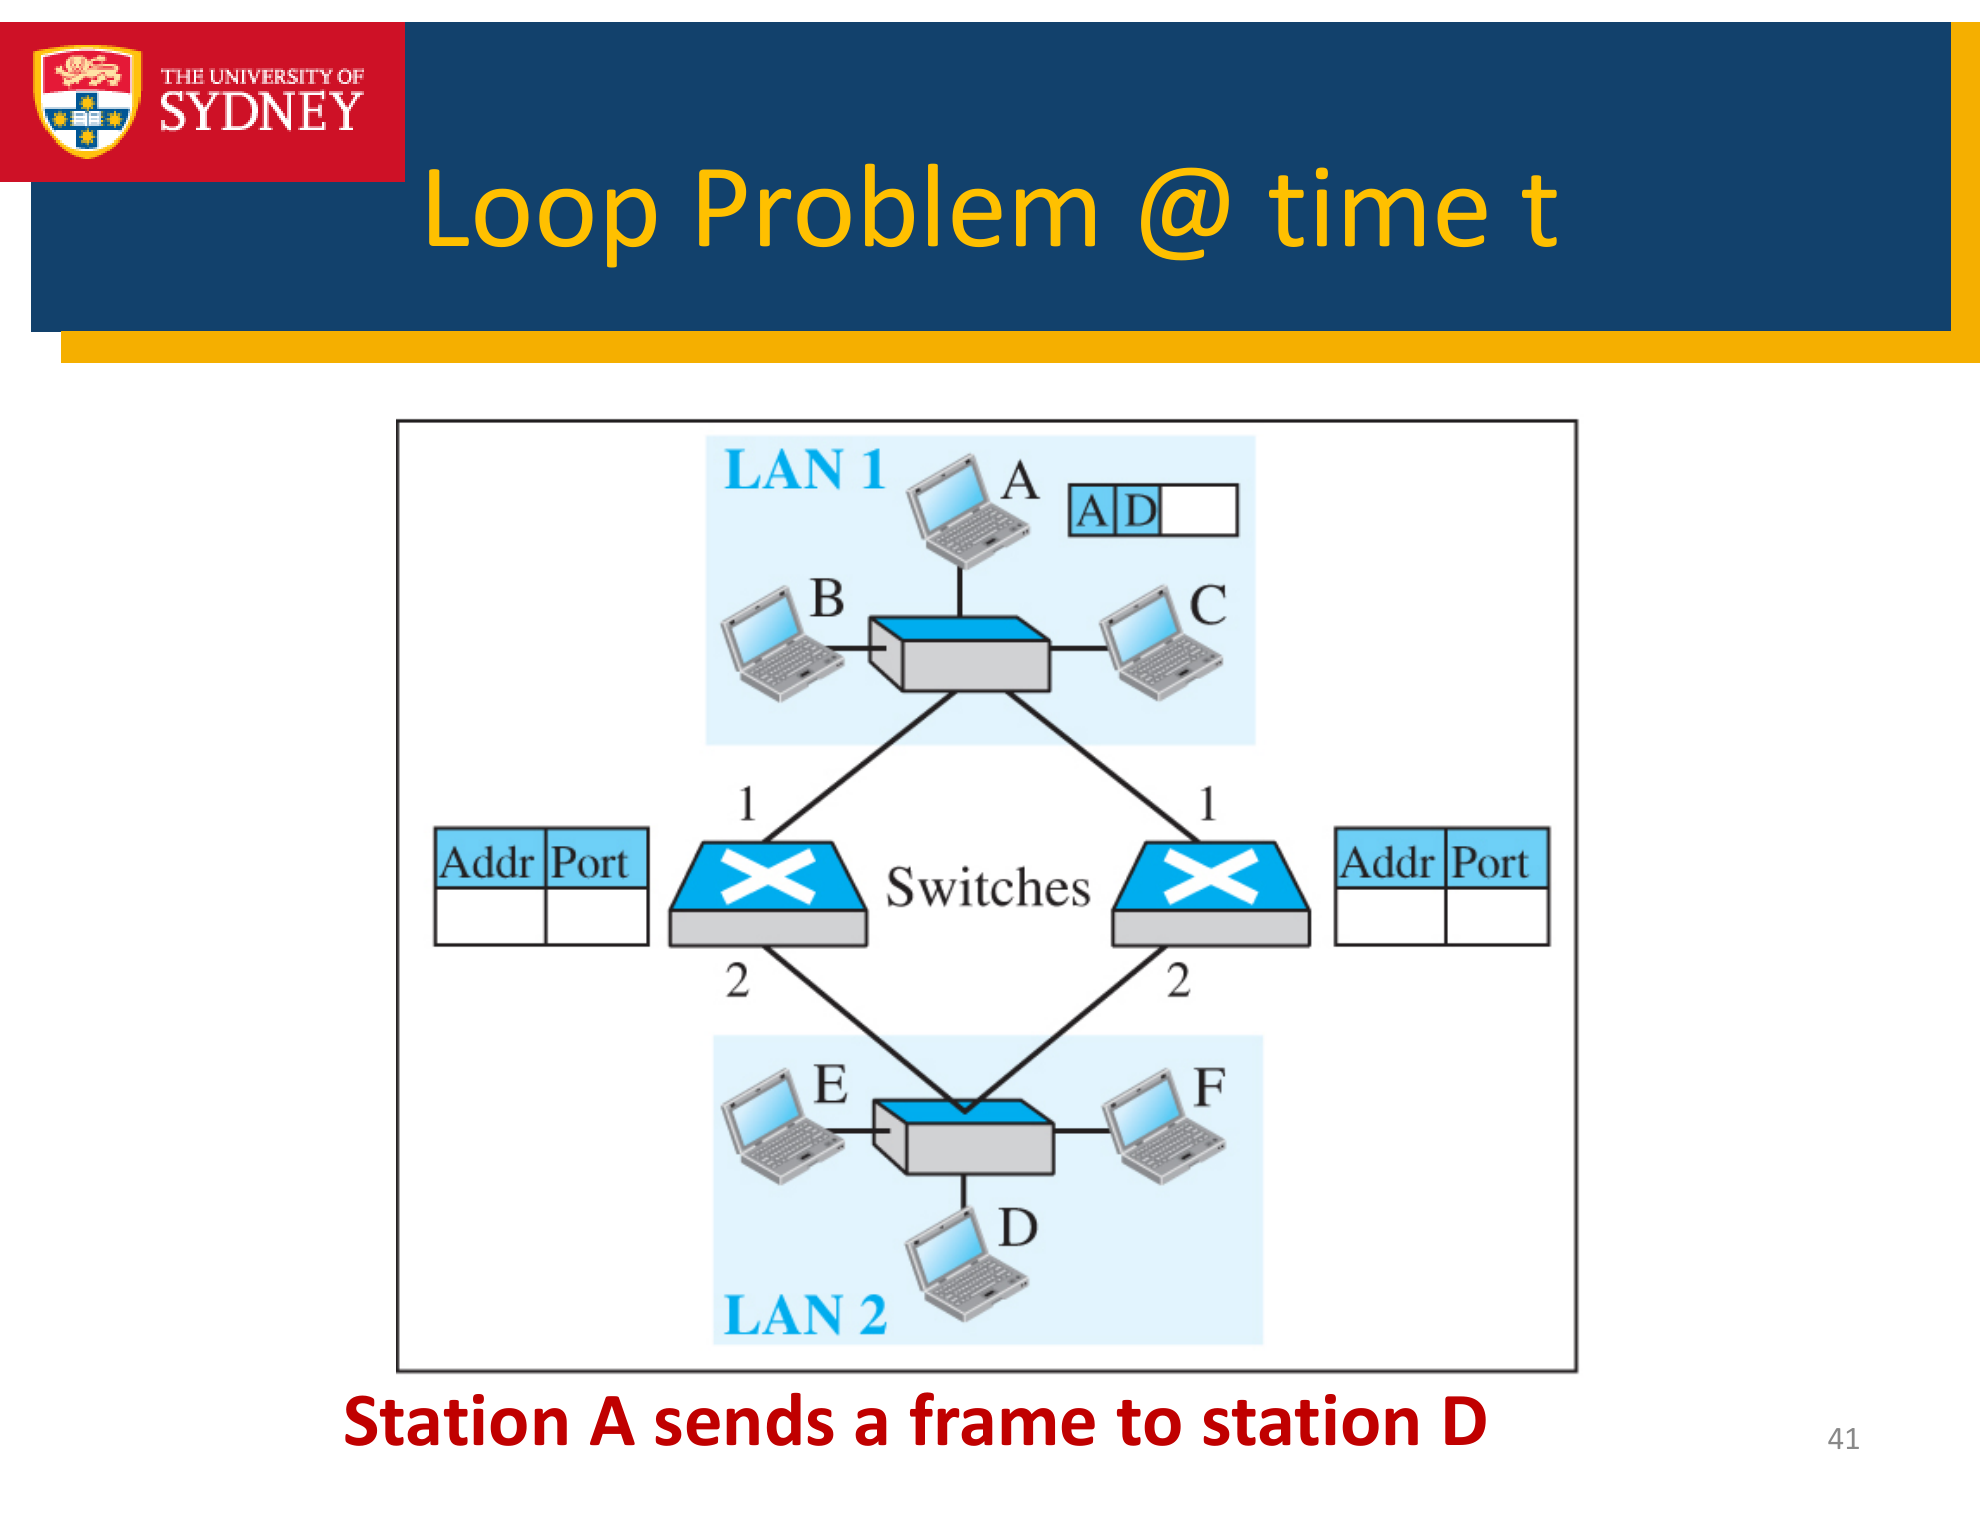 THE UNIVERSITY OF
SYDNEY
Loop Problem @ time t
LAN 1
A
A D
B
C
1
1
Addr Port
Switches
Addr Port
2
2
E
F
D
LAN 2
Station A sends a frame to station D
41